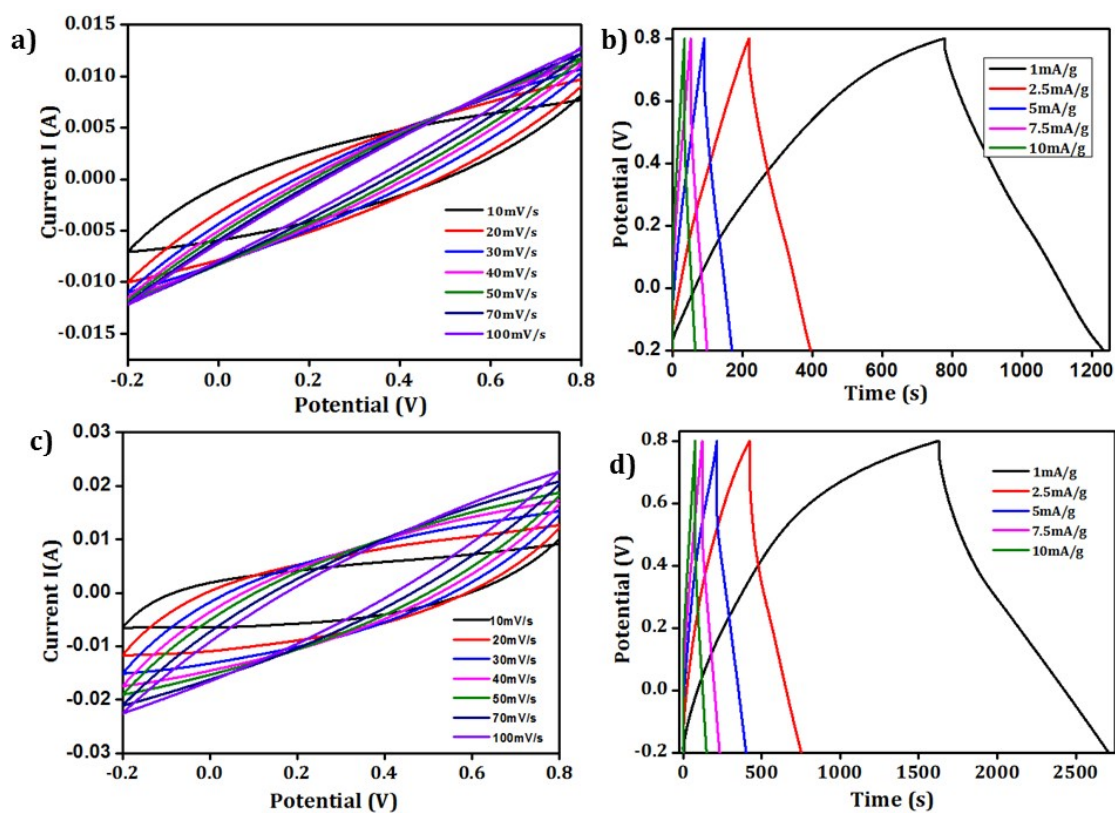 a)
0.015
0.010
0.005
0.000
-0.005
-0.010
-0.015
Current I (A)
-0.2 0.0 0.2 0.4 0.6 0.8
Potential (V)
10mV/s
20mV/s
30mV/s
40mV/s
50mV/s
70mV/s
100mV/s
b)
0.8
0.4
0.2
0.0
-0.2
Potential (V)
0 200 400 600 800 1000 1200
Time (s)
1mA/g
2.5mA/g
5mA/g
7.5mA/g
10mA/g
c)
0.03
0.02
0.01
0.00
-0.01
-0.02
-0.03
Current I(A)
-0.2 0.0 0.2 0.4 0.6 0.8
Potential (V)
10mV/s
20mV/s
30mV/s
40mV/s
50mV/s
70mV/s
100mV/s
d)
0.8
0.6
0.4
0.2
0.0
-0.2
Potential (V)
0 500 1000 1500 2000 2500
Time (s)
1mA/g
2.5mA/g
5mA/g
7.5mA/g
10mA/g